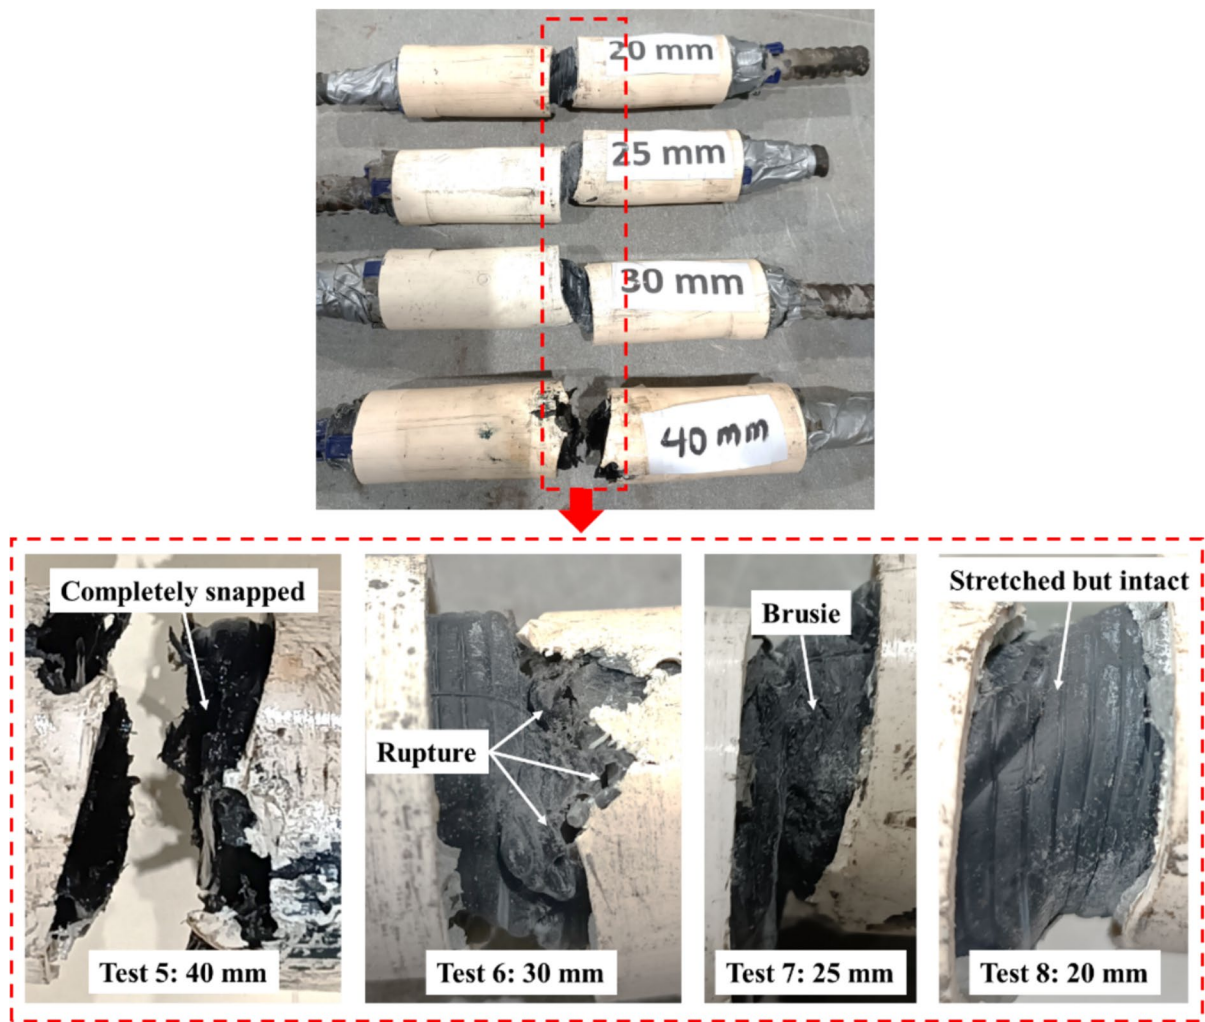 20 mm
25 mm
30 mm
40 mm
Completely snapped
Rupture
Brusie
Stretched but intact
Test 5: 40 mm
Test 6: 30 mm
Test 7: 25 mm
Test 8: 20 mm